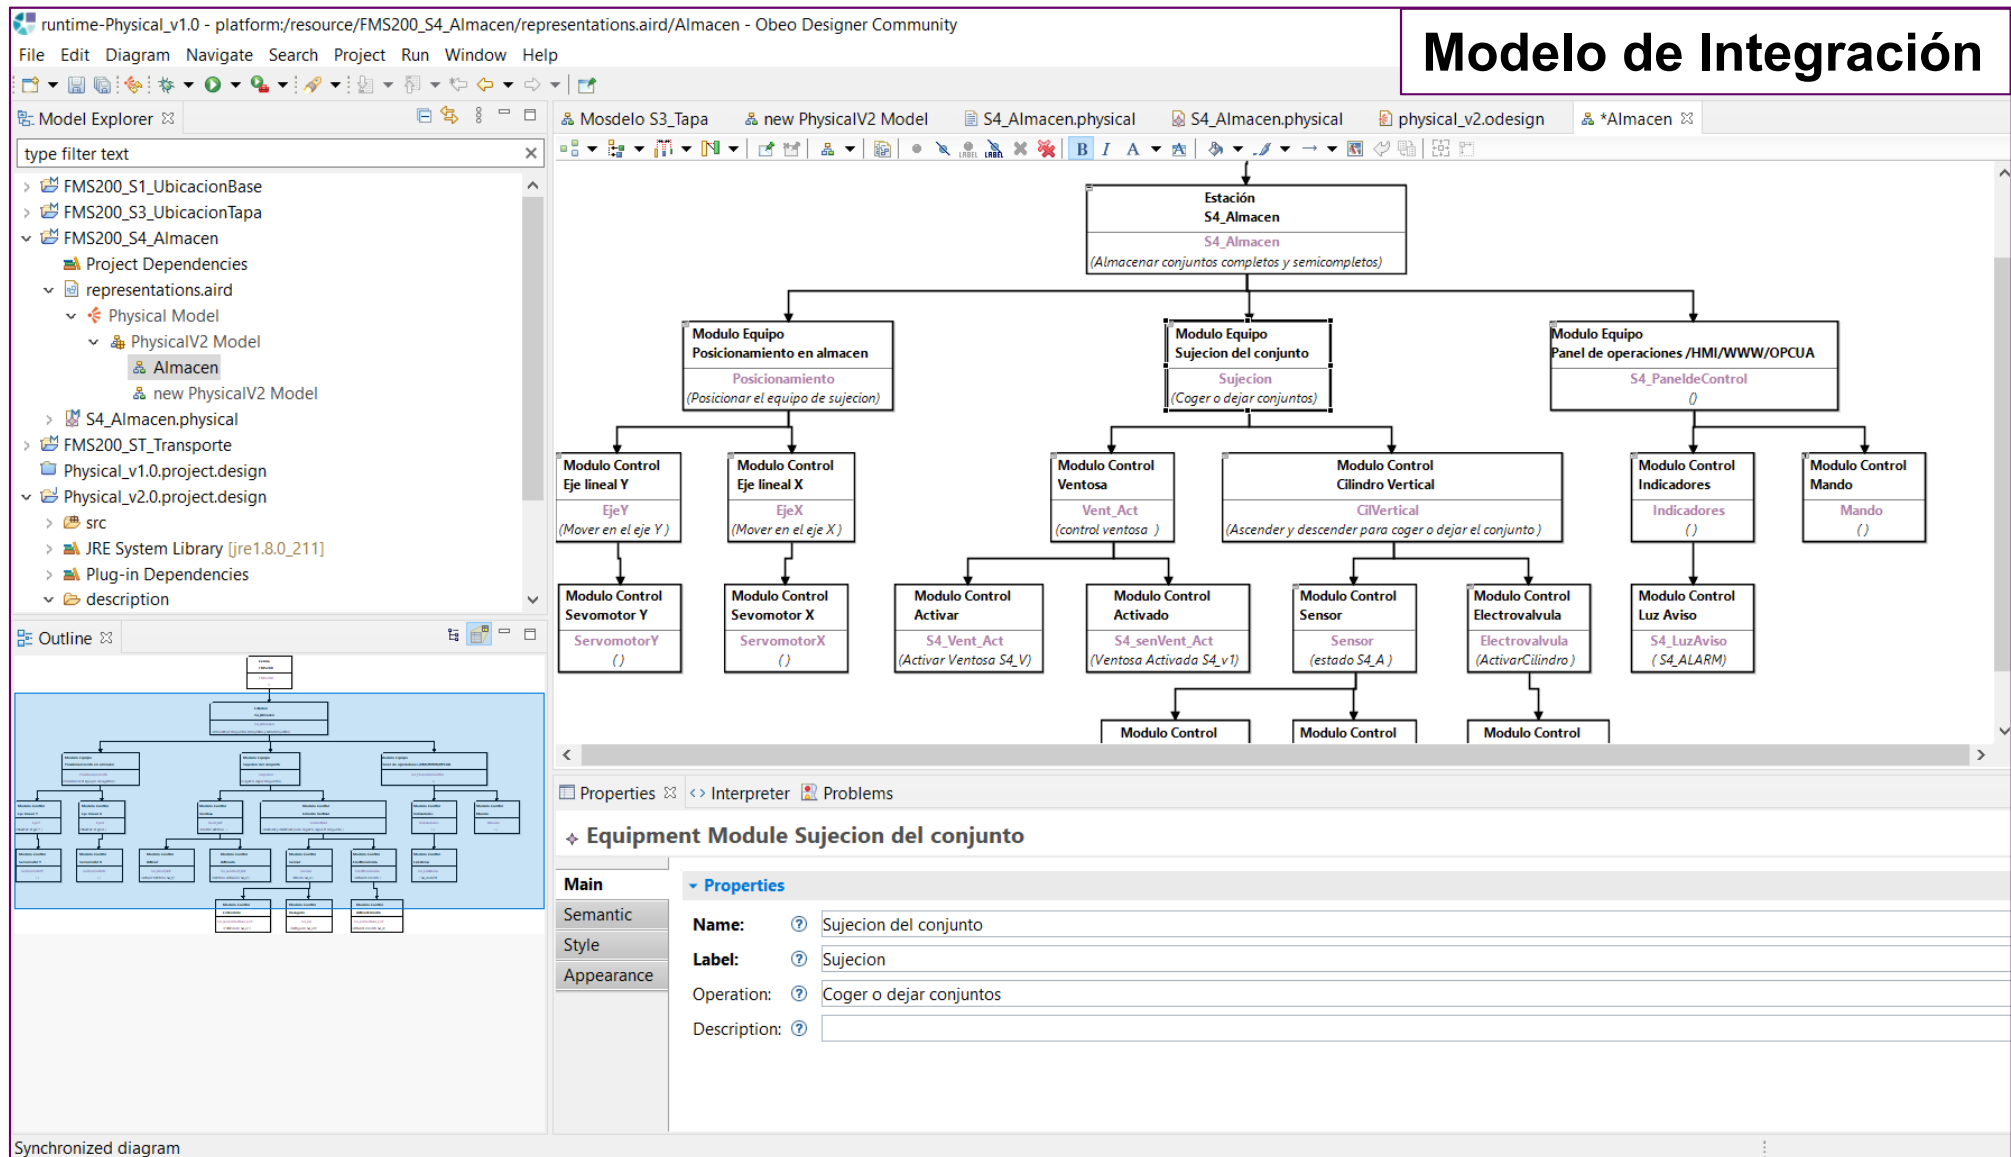 runtime-Physical_v1.0 - platform:/resource/FMS200_S4_Almacen/representations.aird/Almacen - Obeo Designer Community
Modelo de Integración
File Edit Diagram Navigate Search Project Run Window Help
Model Explorer
type filter text
FMS200_S1_UbicacionBase
FMS200_S3_UbicacionTapa
FMS200_S4_Almacen
Project Dependencies
representations.aird
Physical Model
PhysicalV2 Model
Almacen
new PhysicalV2 Model
S4_Almacen.physical
FMS200_ST_Transporte
Physical_v1.0.project.design
Physical_v2.0.project.design
src
JRE System Library [jre1.8.0_211]
Plug-in Dependencies
description
Outline
Mosdelo S3_Tapa
new PhysicalV2 Model
S4_Almacen.physical
S4_Almacen.physical
physical_v2.odesign
*Almacen
LABEL LABEL
B I A
Estación
S4_Almacen
S4_Almacen
(Almacenar conjuntos completos y semicompletos)
Modulo Equipo
Posicionamiento en almacen
Posicionamiento
(Posicionar el equipo de sujecion)
Modulo Equipo
Sujecion del conjunto
Sujecion
(Coger o dejar conjuntos)
Modulo Equipo
Panel de operaciones /HMI/WWW/OPCUA
S4_PaneldeControl
()
Modulo Control
Eje lineal Y
EjeY
(Mover en el eje Y )
Modulo Control
Eje lineal X
EjeX
(Mover en el eje X )
Modulo Control
Ventosa
Vent_Act
(control ventosa )
Modulo Control
Cilindro Vertical
CilVertical
(Ascender y descender para coger o dejar el conjunto )
Modulo Control
Indicadores
Indicadores
( )
Modulo Control
Mando
Mando
( )
Modulo Control
Sevomotor Y
ServomotorY
( )
Modulo Control
Sevomotor X
ServomotorX
( )
Modulo Control
Activar
S4_Vent_Act
(Activar Ventosa S4_V)
Modulo Control
Activado
S4_senVent_Act
(Ventosa Activada S4_v1)
Modulo Control
Sensor
Sensor
(estado S4_A )
Modulo Control
Electrovalvula
Electrovalvula
(ActivarCilindro )
Modulo Control
Luz Aviso
S4_LuzAviso
( S4_ALARM)
Modulo Control
Modulo Control
Modulo Control
Properties
Interpreter
Problems
Equipment Module Sujecion del conjunto
Main
Semantic
Style
Appearance
Properties
Name: Sujecion del conjunto
Label: Sujecion
Operation: Coger o dejar conjuntos
Description:
Synchronized diagram